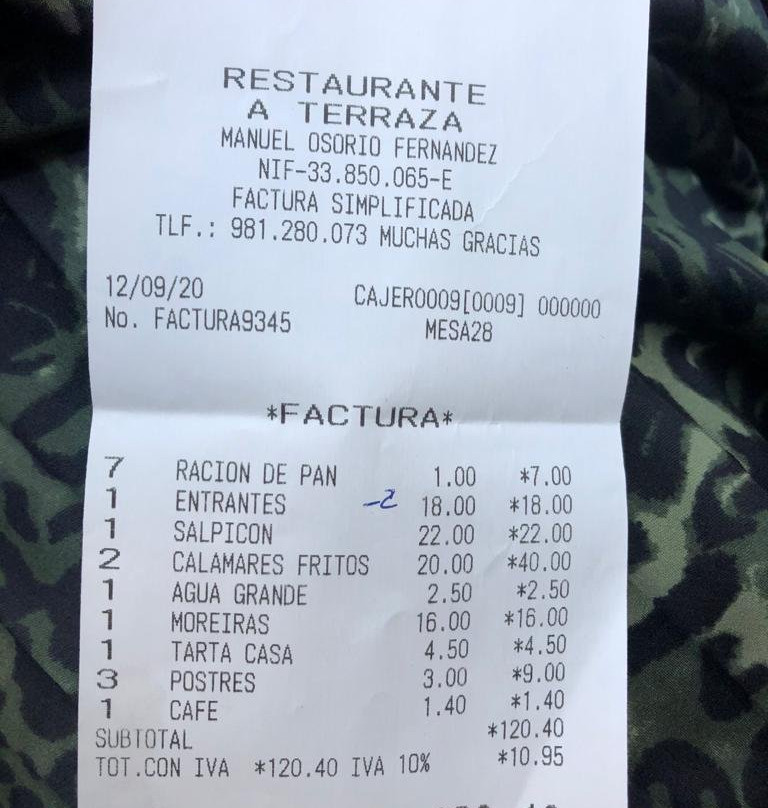 RESTAURANTE
A TERRAZA
MANUEL OSORIO FERNANDEZ
NIF-33.850.065-E
FACTURA SIMPLIFICADA
TLF.: 981.280.073 MUCHAS GRACIAS
12/09/20 CAJER0009[0009] 000000
No. FACTURA9345 MESA28
*FACTURA*
7 RACION DE PAN 1.00 *7.00
1 ENTRANTES -2 18.00 *18.00
1 SALPICON 22.00 *22.00
2 CALAMARES FRITOS 20.00 *40.00
1 AGUA GRANDE 2.50 *2.50
1 MOREIRAS 16.00 *16.00
1 TARTA CASA 4.50 *4.50
3 POSTRES 3.00 *9.00
1 CAFE 1.40 *1.40
SUBTOTAL *120.40
TOT.CON IVA *120.40 IVA 10% *10.95